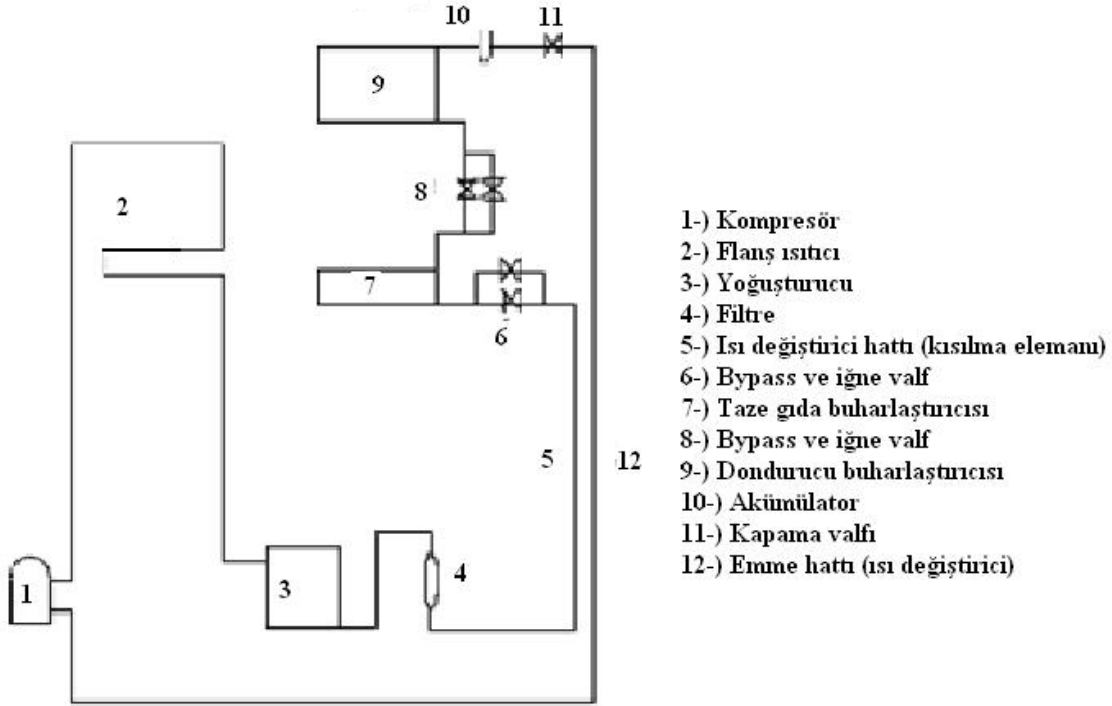 10
11
9
8
2
7
6
5
12
4
3
1
1-) Kompresör
2-) Flanş ısıtıcı
3-) Yoğuşturucu
4-) Filtre
5-) Isı değiştirici hattı (kısılma elemanı)
6-) Bypass ve iğne valf
7-) Taze gıda buharlaştırıcısı
8-) Bypass ve iğne valf
9-) Dondurucu buharlaştırıcısı
10-) Akümülator
11-) Kapama valfı
12-) Emme hattı (ısı değiştirici)